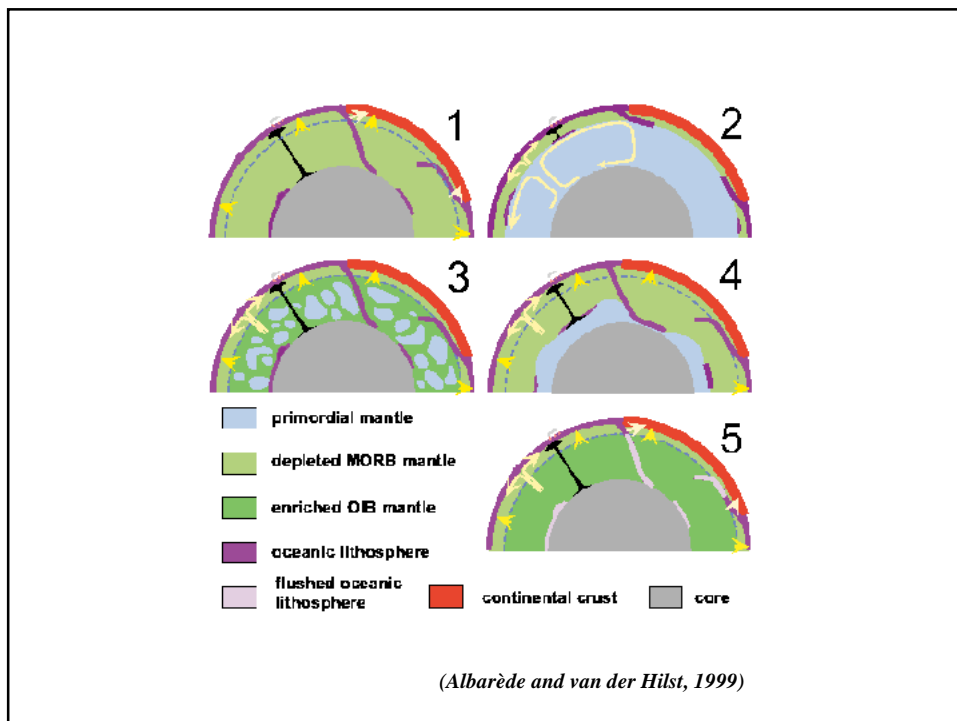 1
2
3
4
5
primordial mantle
depleted MORB mantle
enriched OIB mantle
oceanic lithosphere
flushed oceanic
lithosphere
continental crust
core
(Albarède and van der Hilst, 1999)